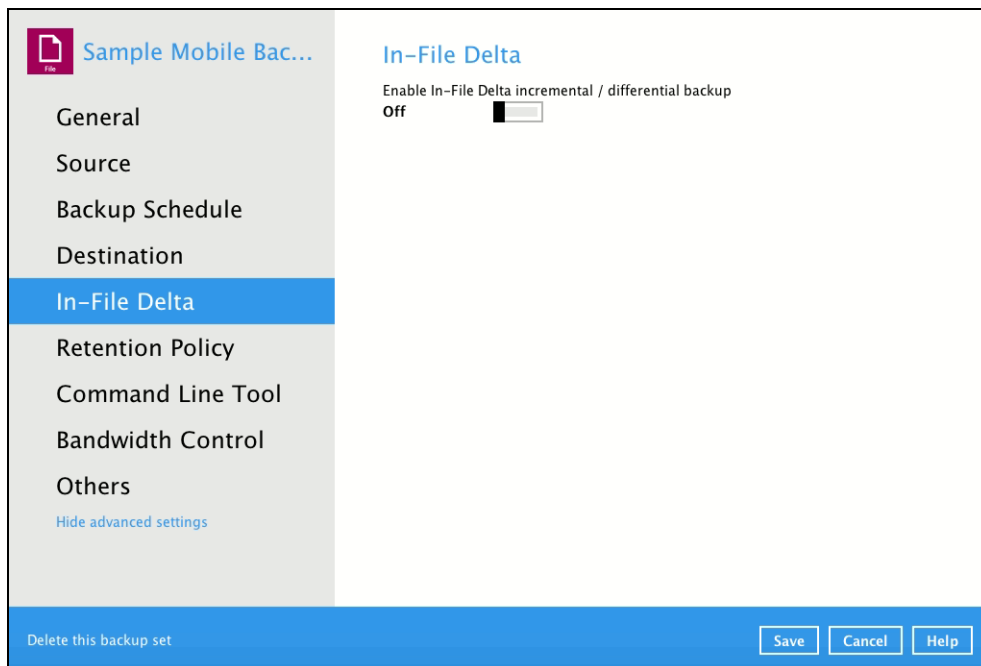 File
Sample Mobile Bac...
General
Source
Backup Schedule
Destination
In-File Delta
Retention Policy
Command Line Tool
Bandwidth Control
Others
Hide advanced settings
In-File Delta
Enable In-File Delta incremental / differential backup
Off
Delete this backup set
Save
Cancel
Help